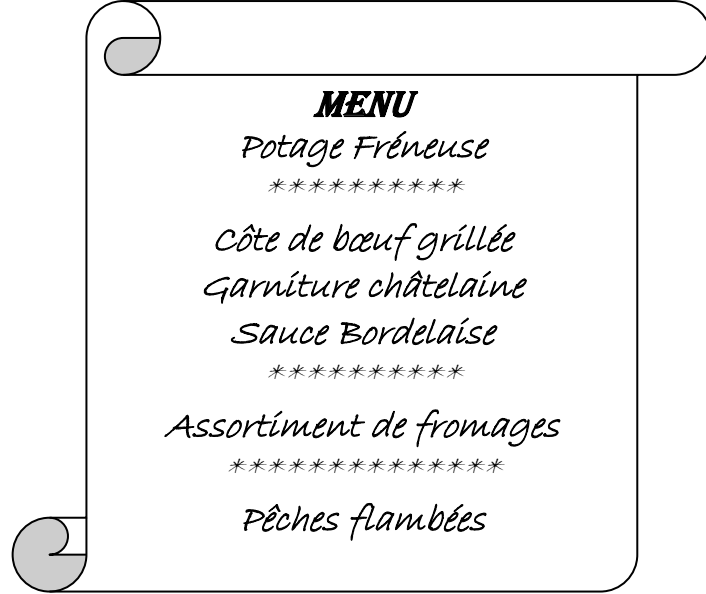 MENU
Potage Fréneuse
**********
Côte de bœuf grillée
Garniture châtelaine
Sauce Bordelaise
**********
Assortiment de fromages
**************
Pêches flambées